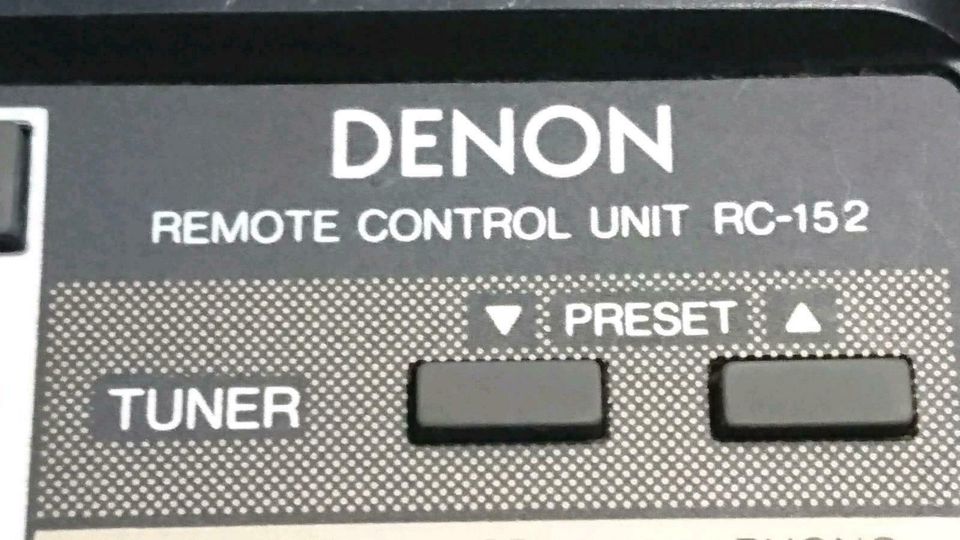 DENON
REMOTE CONTROL UNIT RC-152
▼ PRESET ▲
TUNER